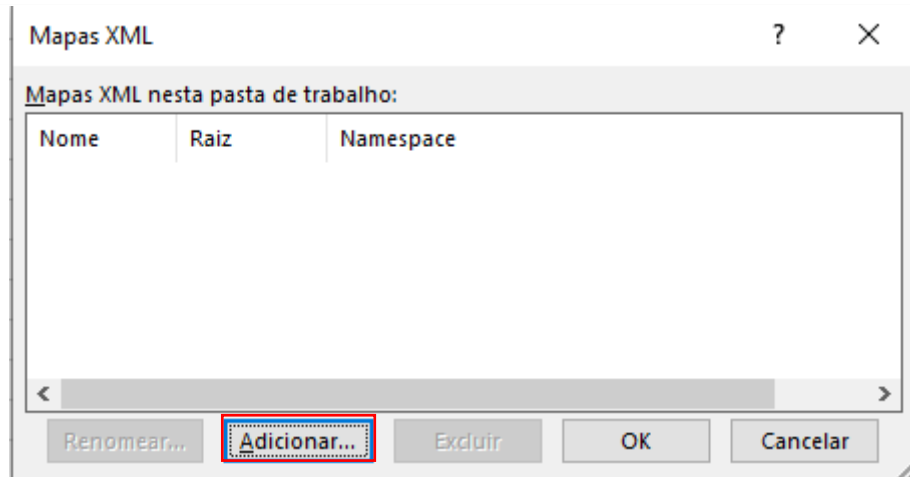 Mapas XML ?
Mapas XML nesta pasta de trabalho:
Nome Raiz Namespace
Renomear... Adicionar... Excluir OK Cancelar